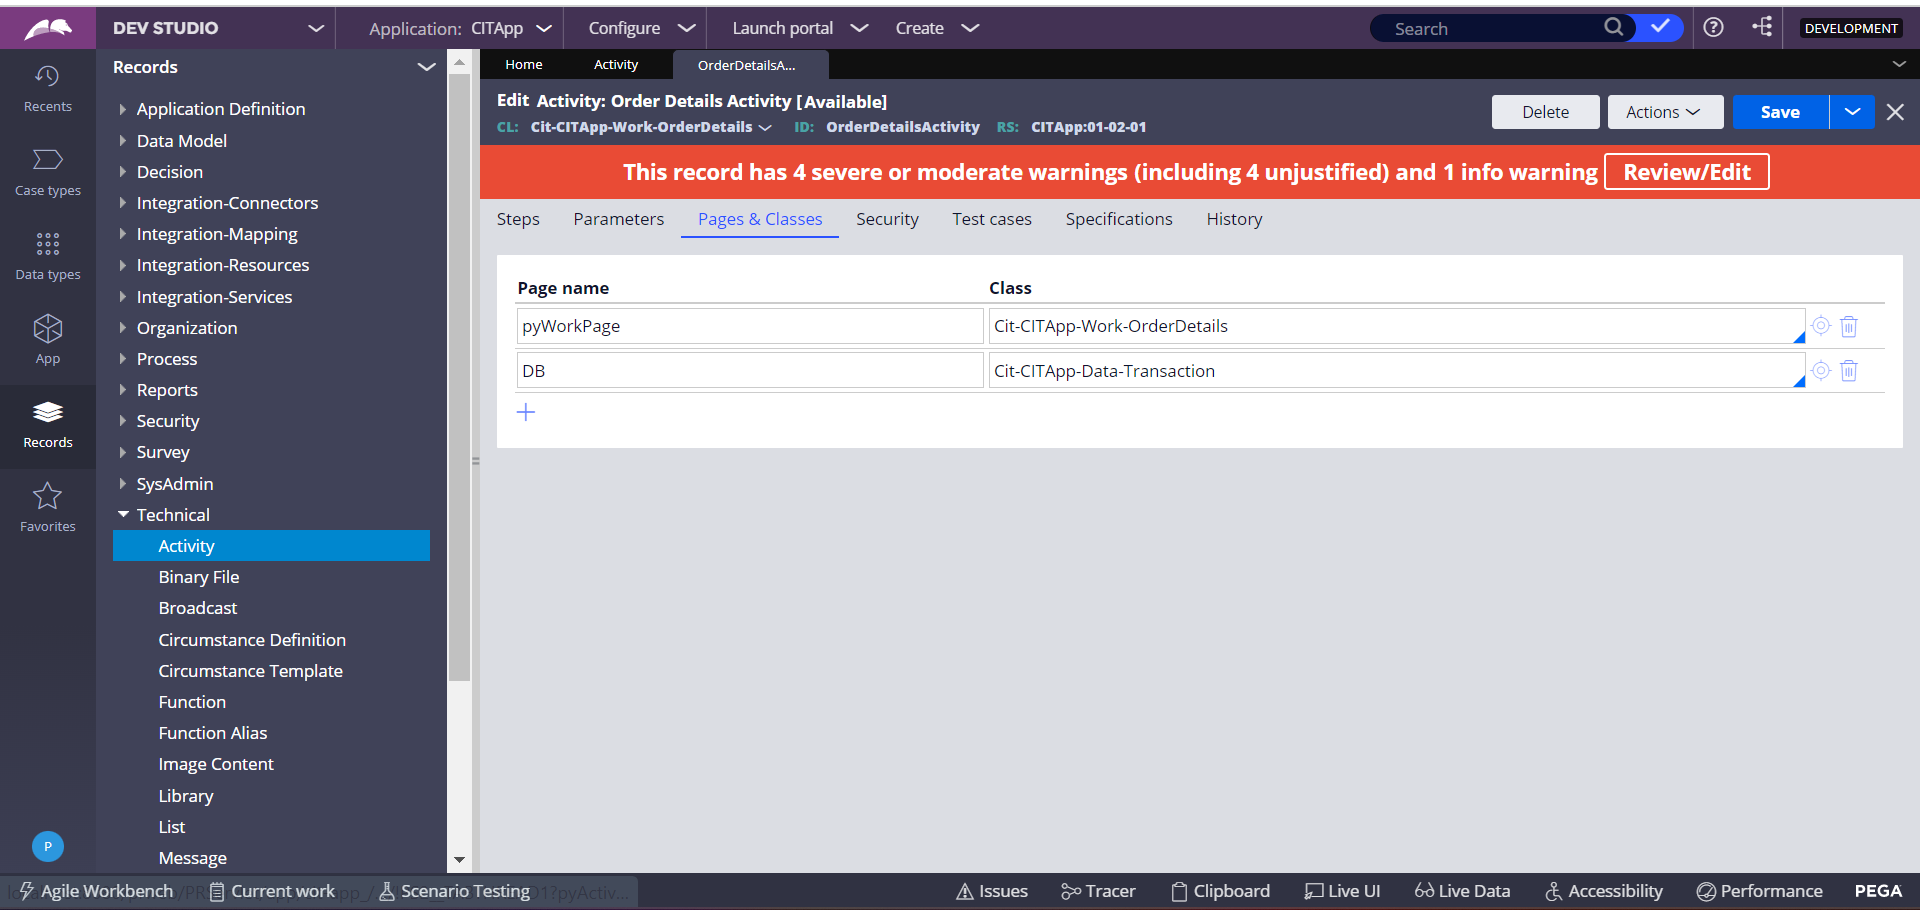 DEV STUDIO
Application: CITApp
Configure
Launch portal
Create
Search
DEVELOPMENT
Recents
Case types
Data types
App
Records
Favorites
P
Records
Application Definition
Data Model
Decision
Integration-Connectors
Integration-Mapping
Integration-Resources
Integration-Services
Organization
Process
Reports
Security
Survey
SysAdmin
Technical
Activity
Binary File
Broadcast
Circumstance Definition
Circumstance Template
Function
Function Alias
Image Content
Library
List
Message
Home
Activity
OrderDetailsA...
Edit Activity: Order Details Activity [Available]
CL: Cit-CITApp-Work-OrderDetails ID: OrderDetailsActivity RS: CITApp:01-02-01
Delete
Actions
Save
This record has 4 severe or moderate warnings (including 4 unjustified) and 1 info warning Review/Edit
Steps
Parameters
Pages & Classes
Security
Test cases
Specifications
History
Page name
Class
pyWorkPage
Cit-CITApp-Work-OrderDetails
DB
Cit-CITApp-Data-Transaction
Agile Workbench
Current work
Scenario Testing
Issues
Tracer
Clipboard
Live UI
Live Data
Accessibility
Performance
PEGA